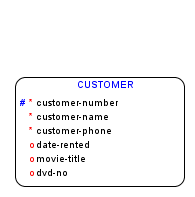 CUSTOMER
# * customer-number
* customer-name
* customer-phone
o date-rented
o movie-title
o dvd-no